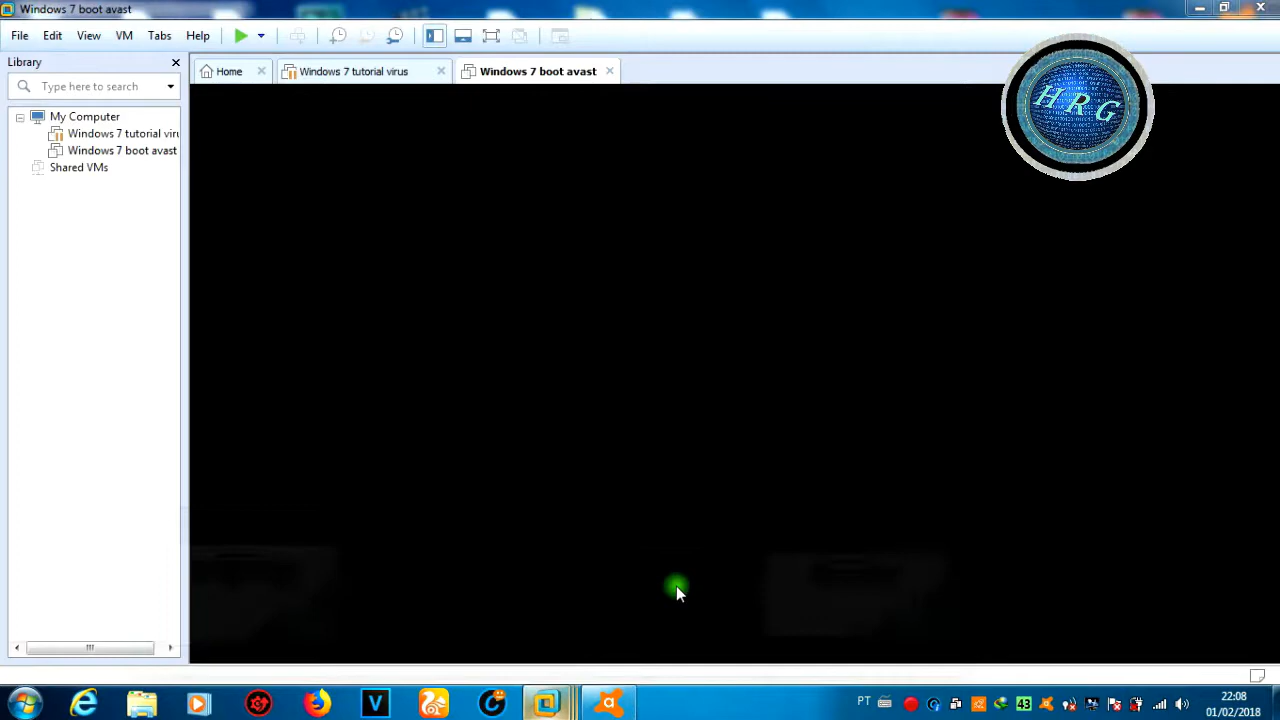 Windows 7 boot avast
File Edit View VM Tabs Help
Library
Home
Windows 7 tutorial virus
Windows 7 boot avast
Type here to search
My Computer
Windows 7 tutorial viru
Windows 7 boot avast
Shared VMs
HRG
PT
43
22:08
01/02/2018